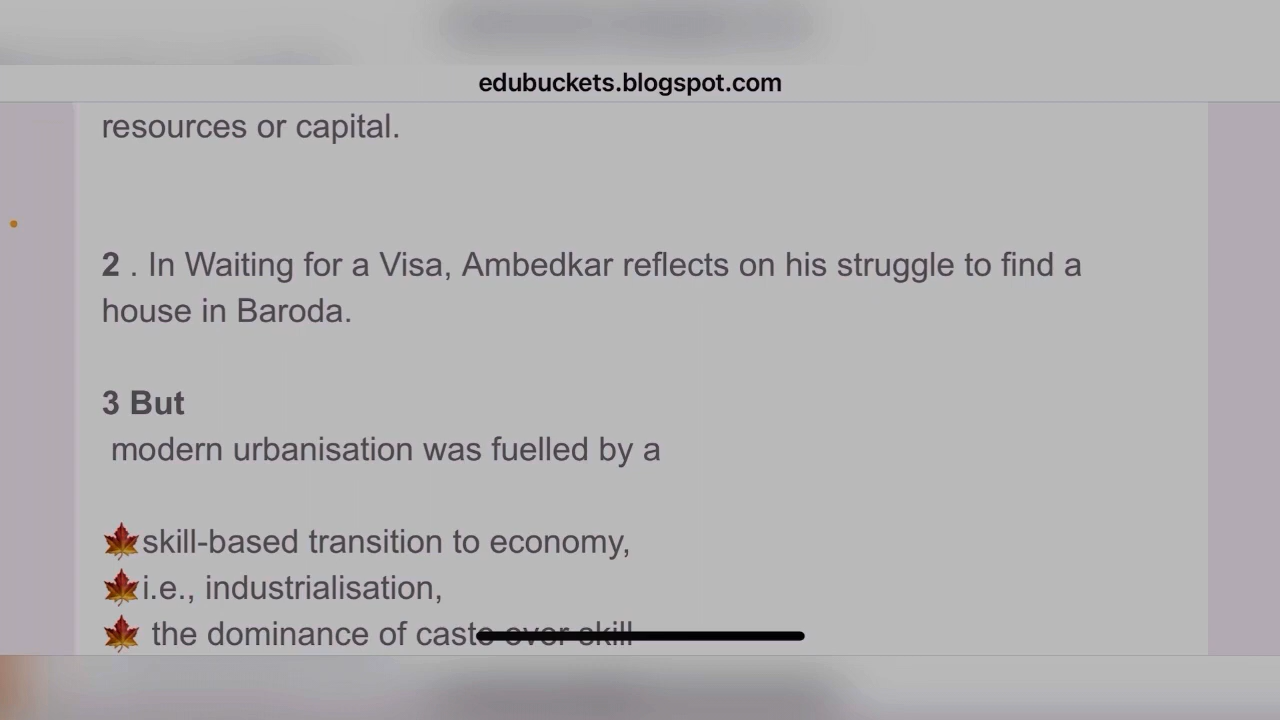 edubuckets.blogspot.com
resources or capital.
2 . In Waiting for a Visa, Ambedkar reflects on his struggle to find a
house in Baroda.
3 But
modern urbanisation was fuelled by a
🍁skill-based transition to economy,
🍁i.e., industrialisation,
🍁 the dominance of caste over skill